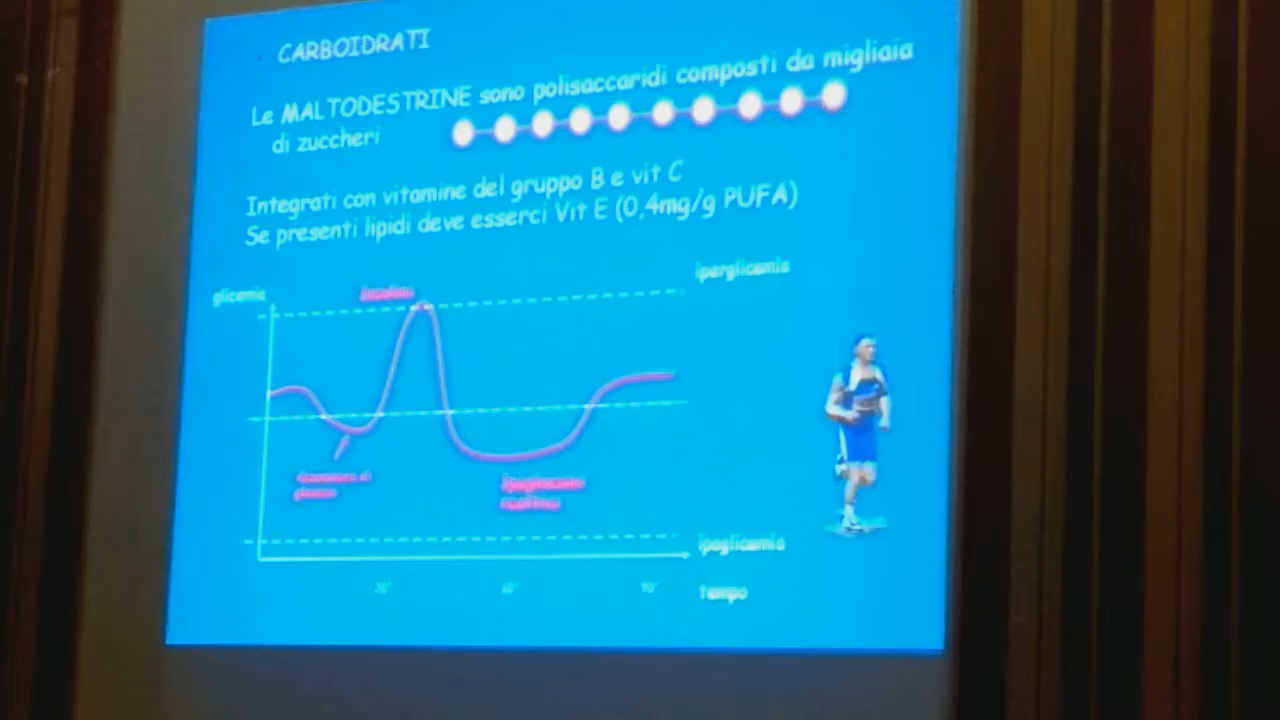 CARBOIDRATI
Le MALTODESTRINE sono polisaccaridi composti da migliaia
di zuccheri
Integrati con vitamine del gruppo B e vit C
Se presenti lipidi deve esserci Vit E (0,4mg/g PUFA)
iperglicemia
glicemia
ipoglicemia
tempo